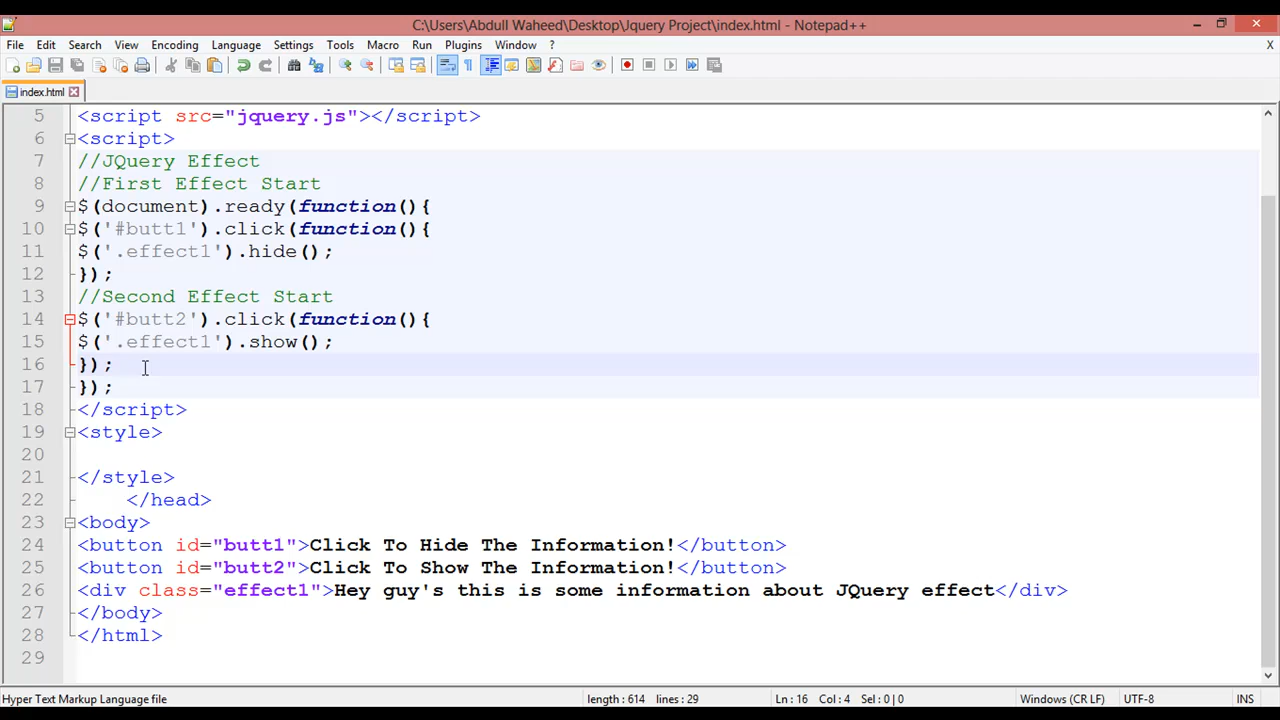 C:\Users\Abdull Waheed\Desktop\Jquery Project\index.html - Notepad++
File Edit Search View Encoding Language Settings Tools Macro Run Plugins Window ? X
index.html
5 <script src="jquery.js"></script>
6 <script>
7 //JQuery Effect
8 //First Effect Start
9 $(document).ready(function(){
10 $('#butt1').click(function(){
11 $('.effect1').hide();
12 });
13 //Second Effect Start
14 $('#butt2').click(function(){
15 $('.effect1').show();
16 });
17 });
18 </script>
19 <style>
20
21 </style>
22 </head>
23 <body>
24 <button id="butt1">Click To Hide The Information!</button>
25 <button id="butt2">Click To Show The Information!</button>
26 <div class="effect1">Hey guy's this is some information about JQuery effect</div>
27 </body>
28 </html>
29
Hyper Text Markup Language file length : 614 lines : 29 Ln : 16 Col : 4 Sel : 0 | 0 Windows (CR LF) UTF-8 INS